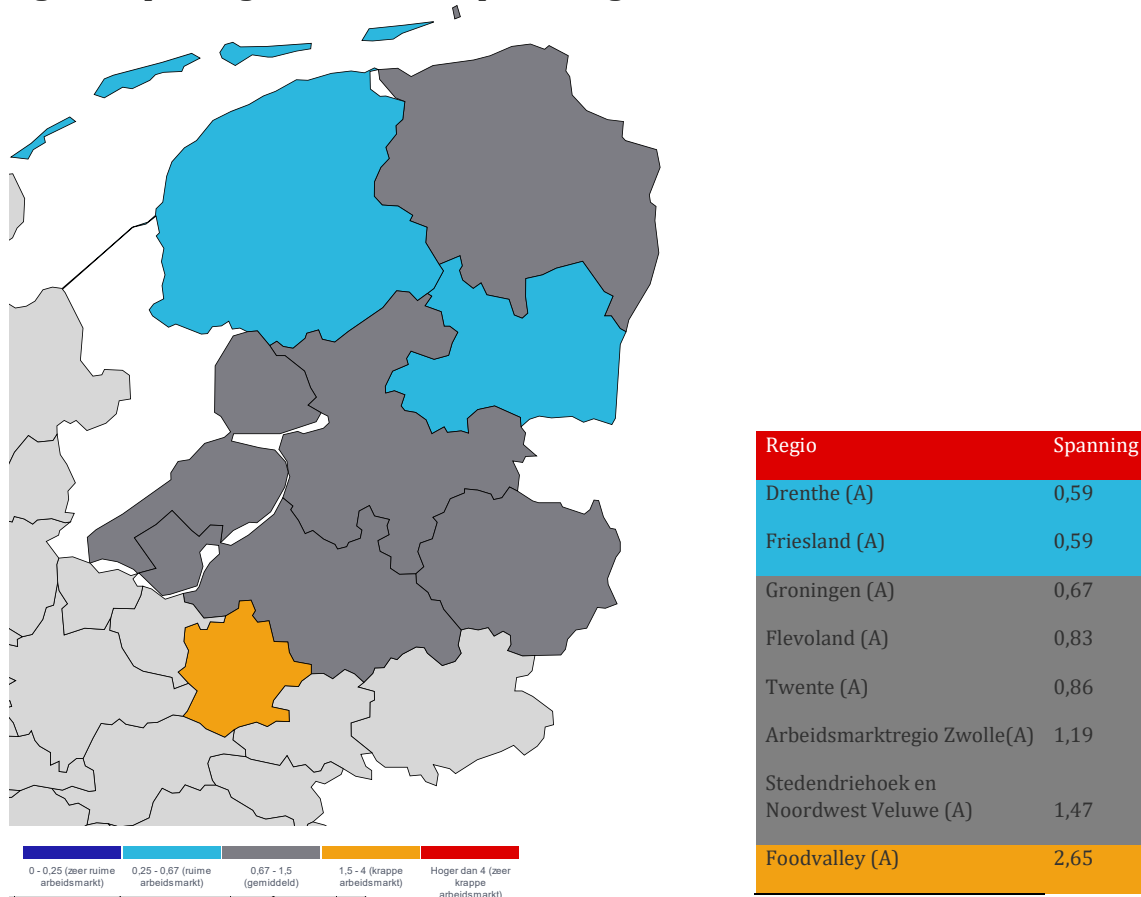 0 - 0,25 (zeer ruime
arbeidsmarkt)
0,25 - 0,67 (ruime
arbeidsmarkt)
0,67 - 1,5
(gemiddeld)
1,5 - 4 (krappe
arbeidsmarkt)
Hoger dan 4 (zeer
krappe
arbeidsmarkt)
Regio Spanning
Drenthe (A) 0,59
Friesland (A) 0,59
Groningen (A) 0,67
Flevoland (A) 0,83
Twente (A) 0,86
Arbeidsmarktregio Zwolle(A) 1,19
Stedendriehoek en
Noordwest Veluwe (A) 1,47
Foodvalley (A) 2,65